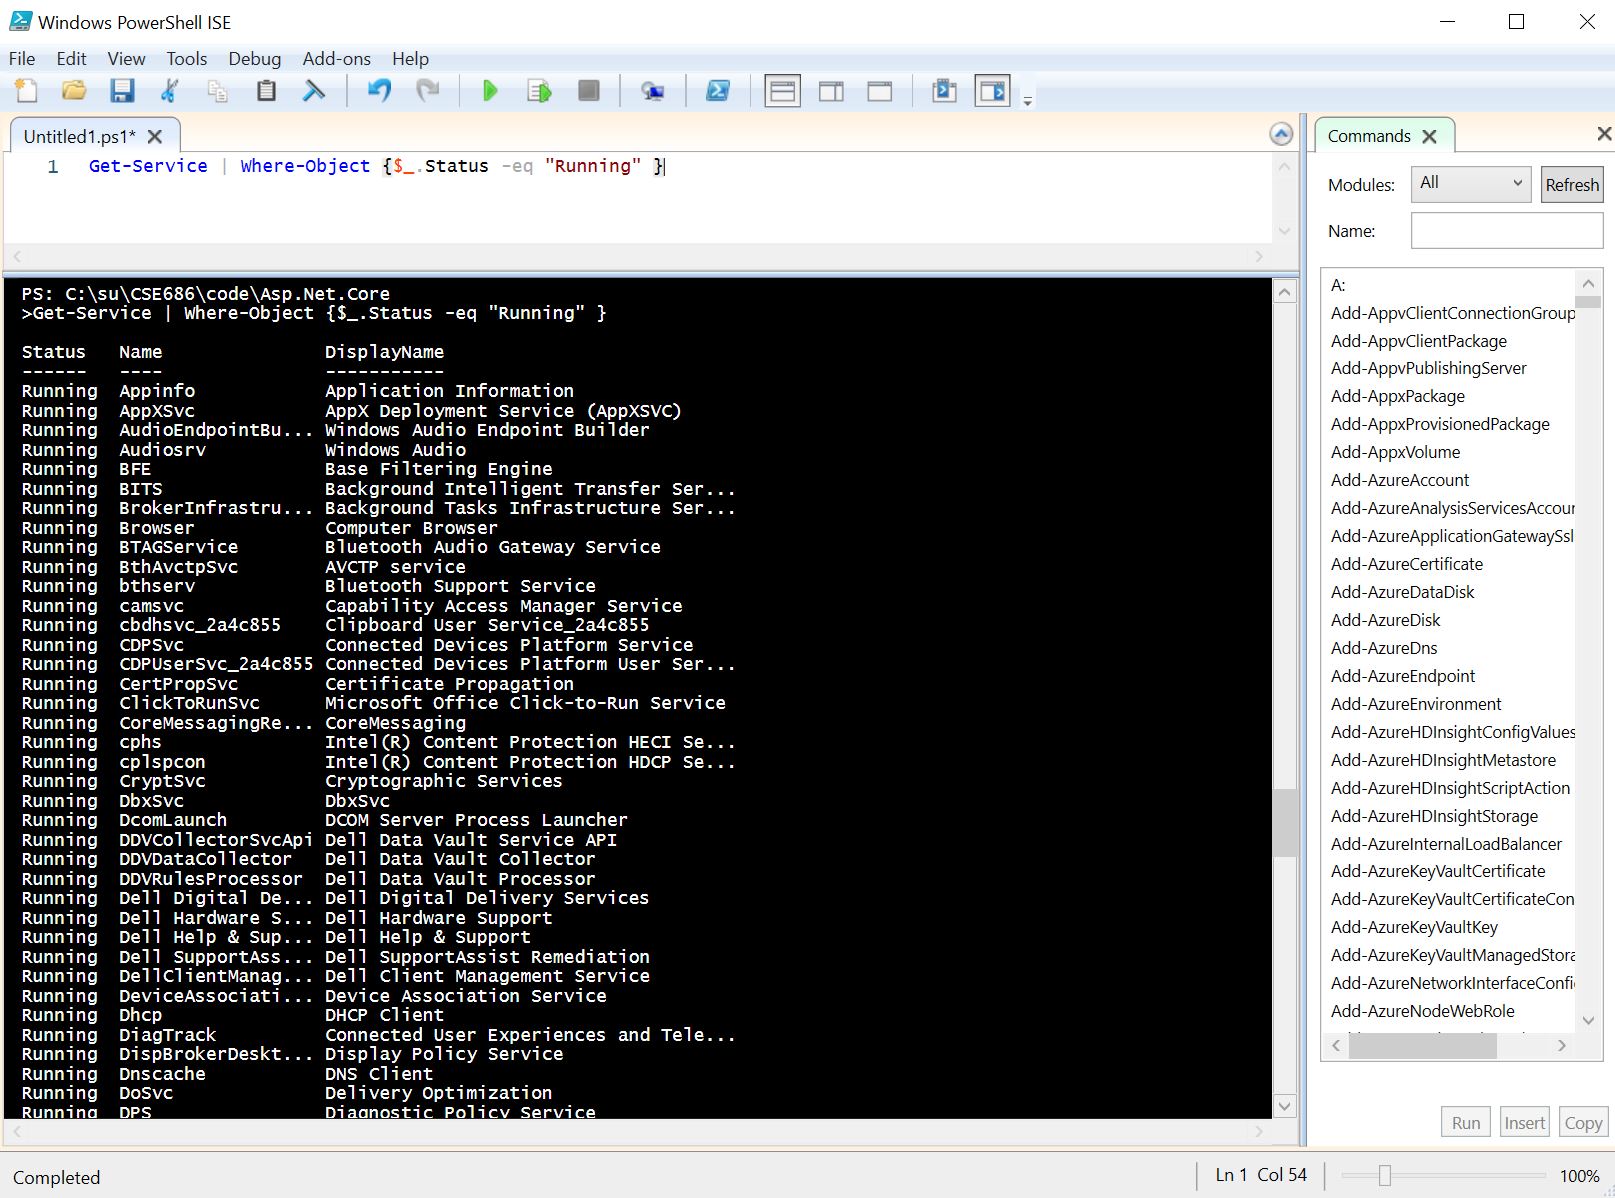 Windows PowerShell ISE
File Edit View Tools Debug Add-ons Help
Untitled1.ps1*
1 Get-Service | Where-Object {$_.Status -eq "Running" }
PS: C:\su\CSE686\code\Asp.Net.Core
>Get-Service | Where-Object {$_.Status -eq "Running" }
Status Name DisplayName
------ ---- -----------
Running Appinfo Application Information
Running AppXSvc AppX Deployment Service (AppXSVC)
Running AudioEndpointBu... Windows Audio Endpoint Builder
Running Audiosrv Windows Audio
Running BFE Base Filtering Engine
Running BITS Background Intelligent Transfer Ser...
Running BrokerInfrastru... Background Tasks Infrastructure Ser...
Running Browser Computer Browser
Running BTAGService Bluetooth Audio Gateway Service
Running BthAvctpSvc AVCTP service
Running bthserv Bluetooth Support Service
Running camsvc Capability Access Manager Service
Running cbdhsvc_2a4c855 Clipboard User Service_2a4c855
Running CDPSvc Connected Devices Platform Service
Running CDPUserSvc_2a4c855 Connected Devices Platform User Ser...
Running CertPropSvc Certificate Propagation
Running ClickToRunSvc Microsoft Office Click-to-Run Service
Running CoreMessagingRe... CoreMessaging
Running cphs Intel(R) Content Protection HECI Se...
Running cplspcon Intel(R) Content Protection HDCP Se...
Running CryptSvc Cryptographic Services
Running DbxSvc DbxSvc
Running DcomLaunch DCOM Server Process Launcher
Running DDVCollectorSvcApi Dell Data Vault Service API
Running DDVDataCollector Dell Data Vault Collector
Running DDVRulesProcessor Dell Data Vault Processor
Running Dell Digital De... Dell Digital Delivery Services
Running Dell Hardware S... Dell Hardware Support
Running Dell Help & Sup... Dell Help & Support
Running Dell SupportAss... Dell SupportAssist Remediation
Running DellClientManag... Dell Client Management Service
Running DeviceAssociati... Device Association Service
Running Dhcp DHCP Client
Running DiagTrack Connected User Experiences and Tele...
Running DispBrokerDeskt... Display Policy Service
Running Dnscache DNS Client
Running DoSvc Delivery Optimization
Running DPS Diagnostic Policy Service
Commands
Modules: All Refresh
Name:
A:
Add-AppvClientConnectionGroup
Add-AppvClientPackage
Add-AppvPublishingServer
Add-AppxPackage
Add-AppxProvisionedPackage
Add-AppxVolume
Add-AzureAccount
Add-AzureAnalysisServicesAccour
Add-AzureApplicationGatewaySsl
Add-AzureCertificate
Add-AzureDataDisk
Add-AzureDisk
Add-AzureDns
Add-AzureEndpoint
Add-AzureEnvironment
Add-AzureHDInsightConfigValues
Add-AzureHDInsightMetastore
Add-AzureHDInsightScriptAction
Add-AzureHDInsightStorage
Add-AzureInternalLoadBalancer
Add-AzureKeyVaultCertificate
Add-AzureKeyVaultCertificateCon
Add-AzureKeyVaultKey
Add-AzureKeyVaultManagedStora
Add-AzureNetworkInterfaceConfi
Add-AzureNodeWebRole
Run Insert Copy
Completed
Ln 1 Col 54
100%